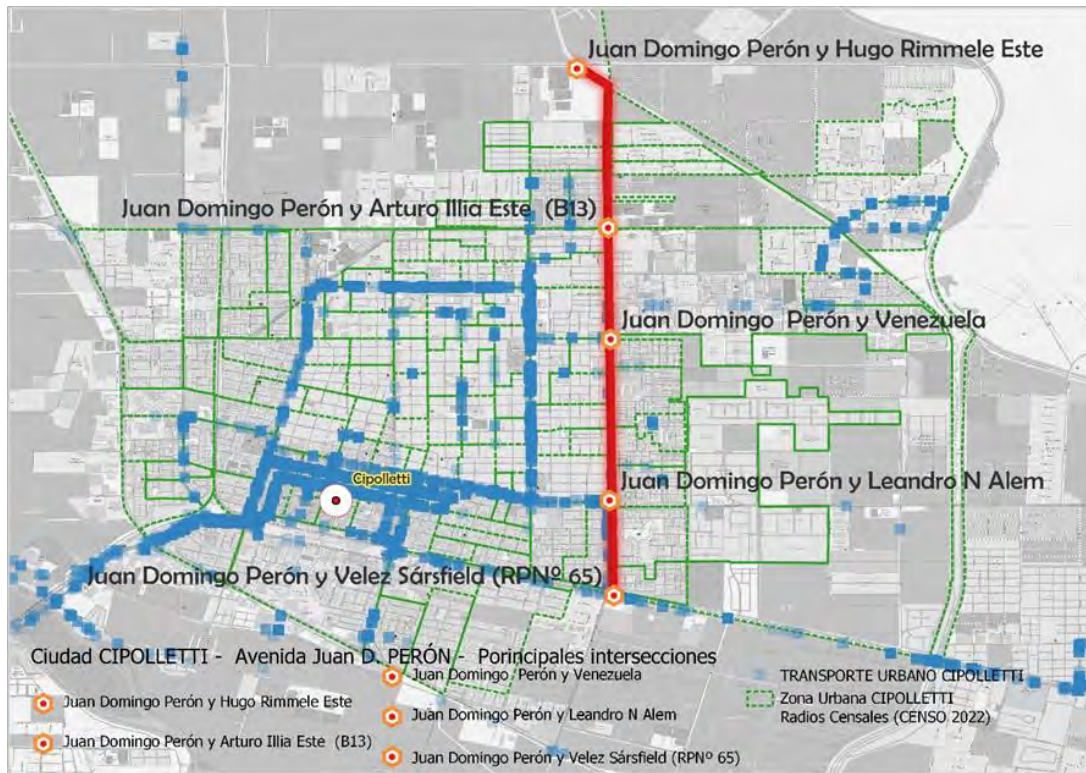 Juan Domingo Perón y Hugo Rimmele Este
Juan Domingo Perón y Arturo Illia Este (B13)
Juan Domingo Perón y Venezuela
Cipolletti
Juan Domingo Perón y Leandro N Alem
Juan Domingo Perón y Velez Sársfield (RPNº 65)
Ciudad CIPOLLETTI - Avenida Juan D. PERÓN - Porincipales intersecciones
Juan Domingo Perón y Hugo Rimmele Este
Juan Domingo Perón y Arturo Illia Este (B13)
Juan Domingo Perón y Venezuela
Juan Domingo Perón y Leandro N Alem
Juan Domingo Perón y Velez Sársfield (RPNº 65)
TRANSPORTE URBANO CIPOLLETTI
Zona Urbana CIPOLLETTI
Radios Censales (CENSO 2022)